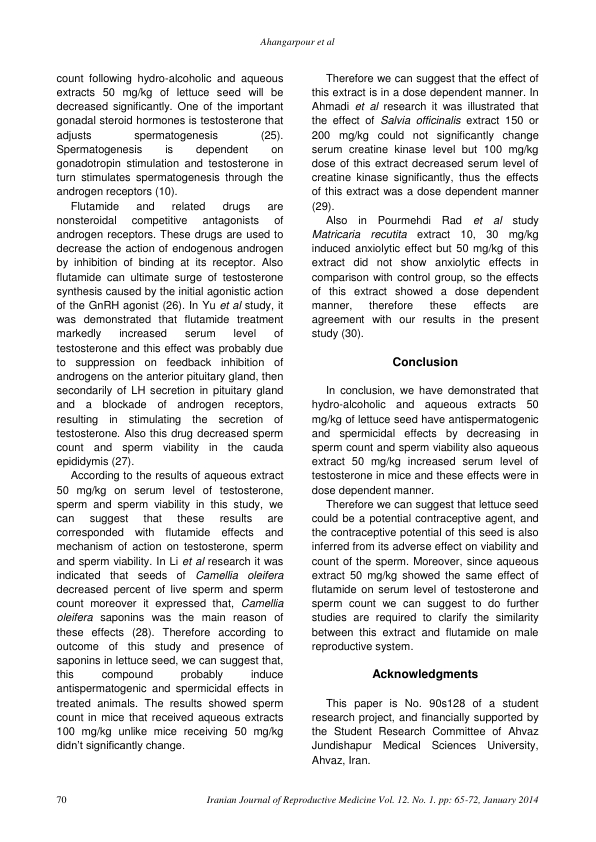 Ahangarpour et al
count following hydro-alcoholic and aqueous
extracts 50 mg/kg of lettuce seed will be
decreased significantly. One of the important
gonadal steroid hormones is testosterone that
adjusts spermatogenesis (25).
Spermatogenesis is dependent on
gonadotropin stimulation and testosterone in
turn stimulates spermatogenesis through the
androgen receptors (10).
Flutamide and related drugs are
nonsteroidal competitive antagonists of
androgen receptors. These drugs are used to
decrease the action of endogenous androgen
by inhibition of binding at its receptor. Also
flutamide can ultimate surge of testosterone
synthesis caused by the initial agonistic action
of the GnRH agonist (26). In Yu et al study, it
was demonstrated that flutamide treatment
markedly increased serum level of
testosterone and this effect was probably due
to suppression on feedback inhibition of
androgens on the anterior pituitary gland, then
secondarily of LH secretion in pituitary gland
and a blockade of androgen receptors,
resulting in stimulating the secretion of
testosterone. Also this drug decreased sperm
count and sperm viability in the cauda
epididymis (27).
According to the results of aqueous extract
50 mg/kg on serum level of testosterone,
sperm and sperm viability in this study, we
can suggest that these results are
corresponded with flutamide effects and
mechanism of action on testosterone, sperm
and sperm viability. In Li et al research it was
indicated that seeds of Camellia oleifera
decreased percent of live sperm and sperm
count moreover it expressed that, Camellia
oleifera saponins was the main reason of
these effects (28). Therefore according to
outcome of this study and presence of
saponins in lettuce seed, we can suggest that,
this compound probably induce
antispermatogenic and spermicidal effects in
treated animals. The results showed sperm
count in mice that received aqueous extracts
100 mg/kg unlike mice receiving 50 mg/kg
didn't significantly change.
Therefore we can suggest that the effect of
this extract is in a dose dependent manner. In
Ahmadi et al research it was illustrated that
the effect of Salvia officinalis extract 150 or
200 mg/kg could not significantly change
serum creatine kinase level but 100 mg/kg
dose of this extract decreased serum level of
creatine kinase significantly, thus the effects
of this extract was a dose dependent manner
(29).
Also in Pourmehdi Rad et al study
Matricaria recutita extract 10, 30 mg/kg
induced anxiolytic effect but 50 mg/kg of this
extract did not show anxiolytic effects in
comparison with control group, so the effects
of this extract showed a dose dependent
manner, therefore these effects are
agreement with our results in the present
study (30).
Conclusion
In conclusion, we have demonstrated that
hydro-alcoholic and aqueous extracts 50
mg/kg of lettuce seed have antispermatogenic
and spermicidal effects by decreasing in
sperm count and sperm viability also aqueous
extract 50 mg/kg increased serum level of
testosterone in mice and these effects were in
dose dependent manner.
Therefore we can suggest that lettuce seed
could be a potential contraceptive agent, and
the contraceptive potential of this seed is also
inferred from its adverse effect on viability and
count of the sperm. Moreover, since aqueous
extract 50 mg/kg showed the same effect of
flutamide on serum level of testosterone and
sperm count we can suggest to do further
studies are required to clarify the similarity
between this extract and flutamide on male
reproductive system.
Acknowledgments
This paper is No. 90s128 of a student
research project, and financially supported by
the Student Research Committee of Ahvaz
Jundishapur Medical Sciences University,
Ahvaz, Iran.
70 Iranian Journal of Reproductive Medicine Vol. 12. No. 1. pp: 65-72, January 2014